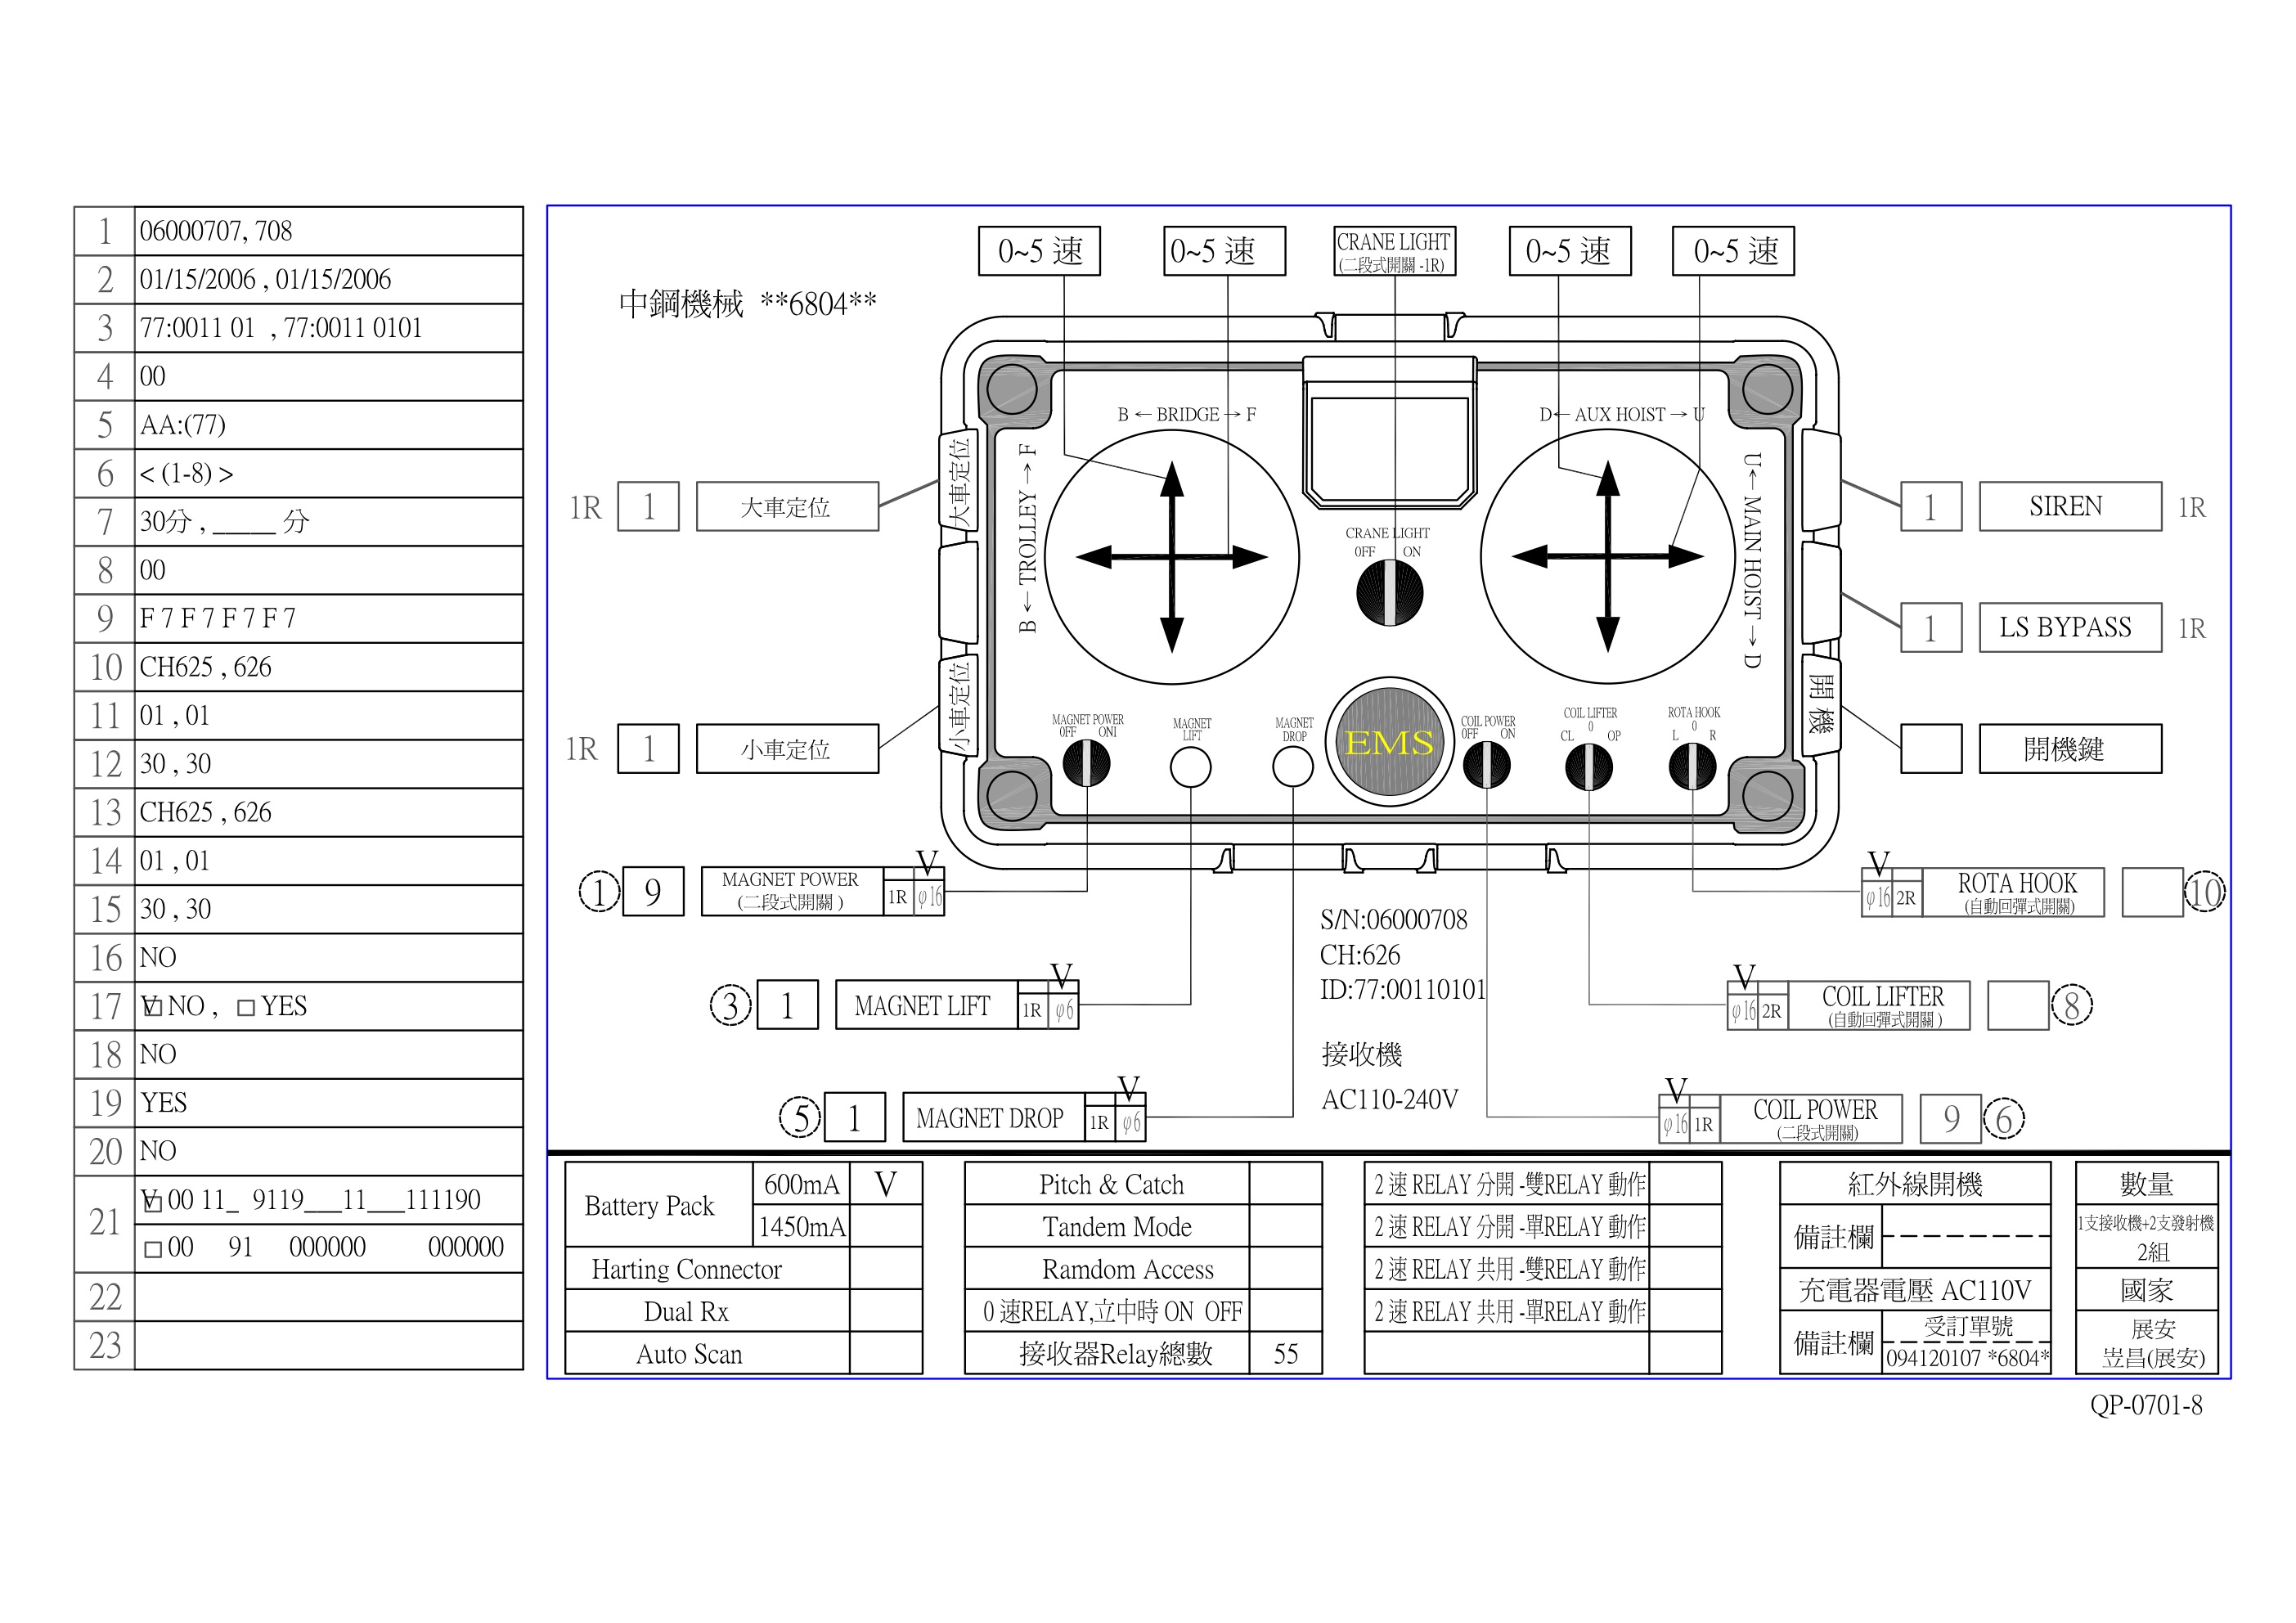 1 06000707, 708
2 01/15/2006 , 01/15/2006
3 77:0011 01 , 77:0011 0101
4 00
5 AA:(77)
6 < (1-8) >
7 30分 , _____ 分
8 00
9 F 7 F 7 F 7 F 7
10 CH625 , 626
11 01 , 01
12 30 , 30
13 CH625 , 626
14 01 , 01
15 30 , 30
16 NO
17 V□ NO , □ YES
18 NO
19 YES
20 NO
21 V□ 00 11_ 9119___11___111190
□ 00 91 000000 000000
22
23
中鋼機械 **6804**
0~5 速
0~5 速
CRANE LIGHT
(二段式開關 -1R)
0~5 速
0~5 速
B ← BRIDGE → F
D ← AUX HOIST → U
B ← TROLLEY → F
U ← MAIN HOIST → D
大車定位
小車定位
開機
CRANE LIGHT
OFF ON
MAGNET POWER
OFF ON1
MAGNET
LIFT
MAGNET
DROP
EMS
COIL POWER
OFF ON
COIL LIFTER
0
CL OP
ROTA HOOK
0
L R
1R 1 大車定位
1R 1 小車定位
1 SIREN 1R
1 LS BYPASS 1R
開機鍵
1 9 MAGNET POWER
(二段式開關 )
1R V φ16
3 1 MAGNET LIFT 1R V φ6
5 1 MAGNET DROP 1R V φ6
V φ16 2R ROTA HOOK
(自動回彈式開關)
10
V φ16 2R COIL LIFTER
(自動回彈式開關 )
8
V φ16 1R COIL POWER
(二段式開關)
9 6
S/N:06000708
CH:626
ID:77:00110101
接收機
AC110-240V
Battery Pack 600mA V
1450mA
Harting Connector
Dual Rx
Auto Scan
Pitch & Catch
Tandem Mode
Ramdom Access
0 速RELAY,立中時 ON OFF
接收器Relay總數 55
2 速 RELAY 分開 -雙RELAY 動作
2 速 RELAY 分開 -單RELAY 動作
2 速 RELAY 共用 -雙RELAY 動作
2 速 RELAY 共用 -單RELAY 動作
紅外線開機
備註欄
充電器電壓 AC110V
備註欄 受訂單號
094120107 *6804*
數量
1支接收機+2支發射機
2組
國家
展安
岦昌(展安)
QP-0701-8